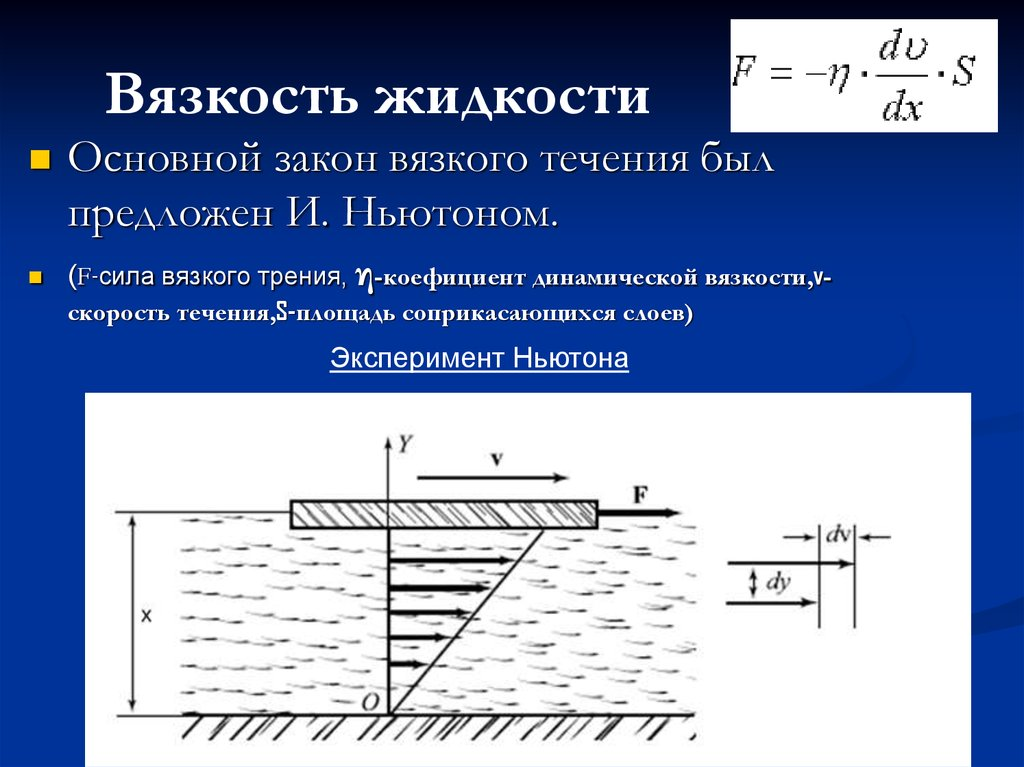 Вязкость жидкости
F = −η · dυ/dx · S
Основной закон вязкого течения был
предложен И. Ньютоном.
(F-сила вязкого трения, η-коефициент динамической вязкости,v-
скорость течения,S-площадь соприкасающихся слоев)
Эксперимент Ньютона
Y
v
F
dv
dy
x
O